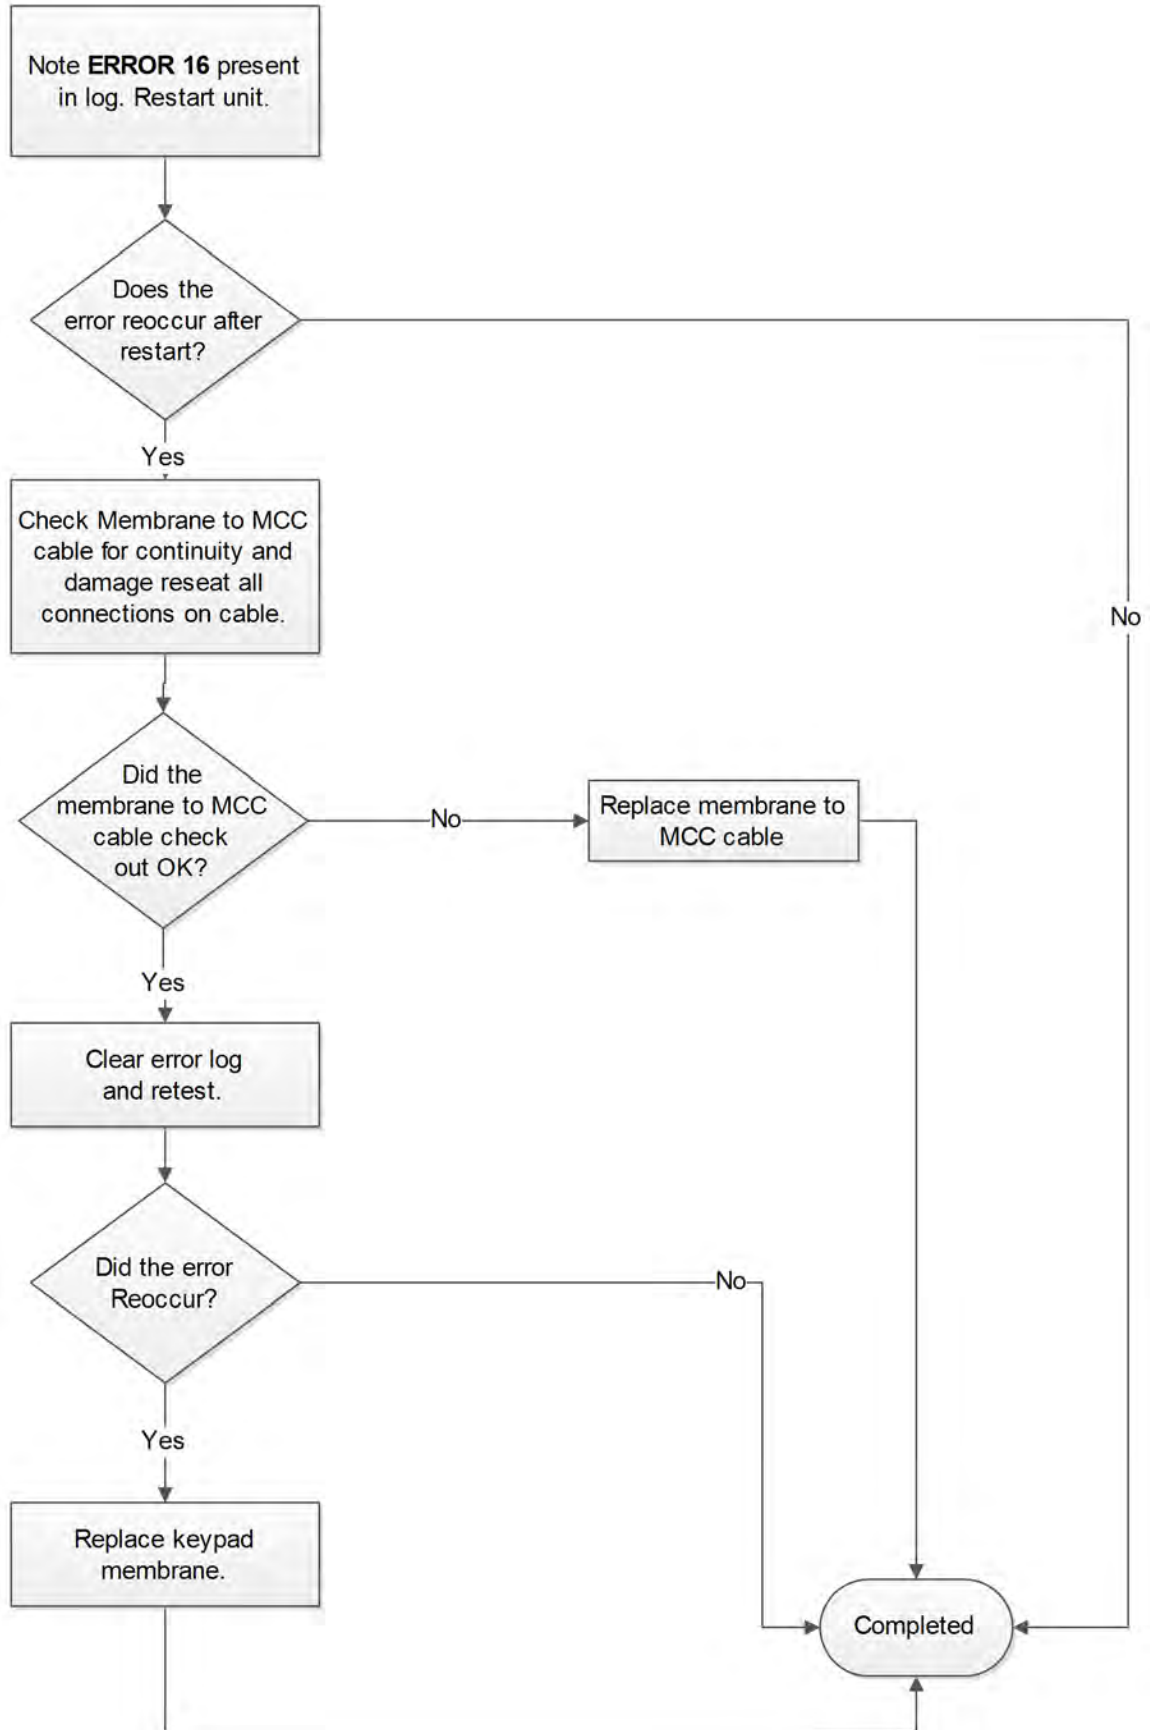 Note ERROR 16 present
in log. Restart unit.
Does the
error reoccur after
restart?
Yes
No
Check Membrane to MCC
cable for continuity and
damage reseat all
connections on cable.
Did the
membrane to MCC
cable check
out OK?
No
Replace membrane to
MCC cable
Yes
Clear error log
and retest.
Did the error
Reoccur?
No
Yes
Replace keypad
membrane.
Completed